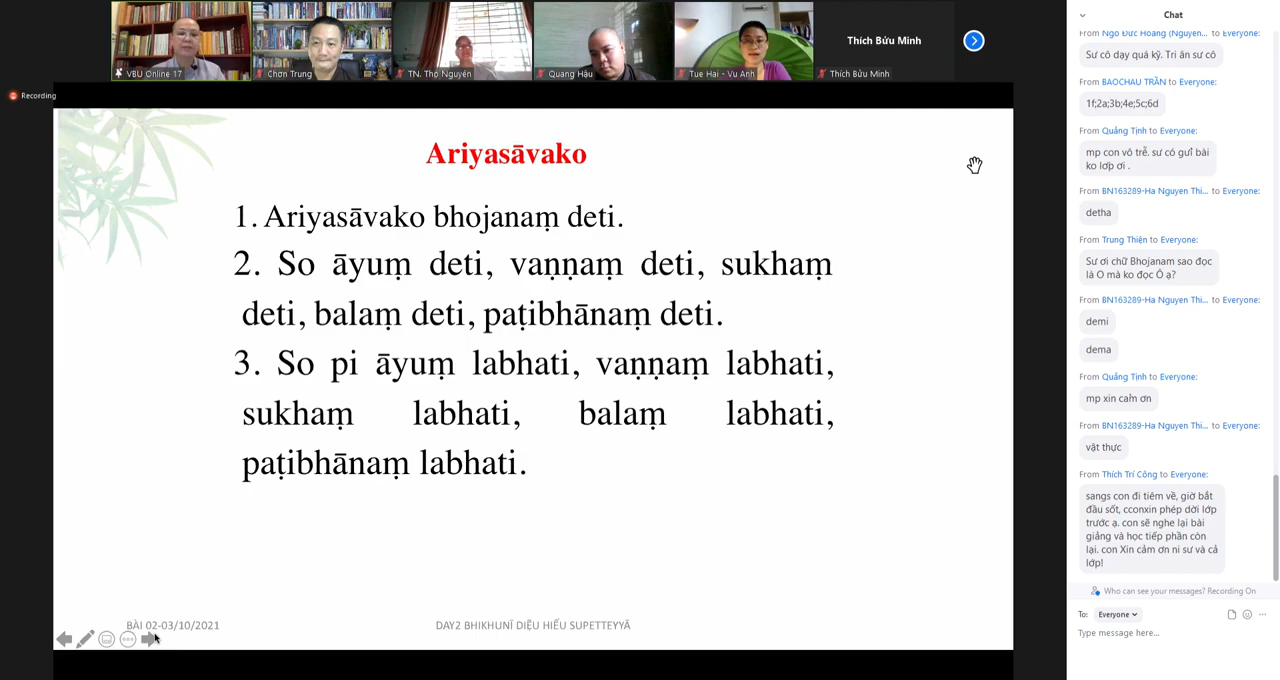 VBU Online 17
Chơn Trung
TN. Thọ Nguyên
Quang Hậu
Tue Hai - Vu Anh
Thích Bửu Minh
Thích Bửu Minh
Recording
Ariyasāvako
1. Ariyasāvako bhojanaṃ deti.
2. So āyuṃ deti, vaṇṇaṃ deti, sukhaṃ
deti, balaṃ deti, paṭibhānaṃ deti.
3. So pi āyuṃ labhati, vaṇṇaṃ labhati,
sukhaṃ labhati, balaṃ labhati,
paṭibhānaṃ labhati.
BÀI 02-03/10/2021
DAY2 BHIKHUNĪ DIỆU HIẾU SUPETTEYYĀ
Chat
From Ngô Đức Hoàng (Nguyên... to Everyone:
Sư cô dạy quá kỹ. Tri ân sư cô
From BAOCHAU TRẦN to Everyone:
1f;2a;3b;4e;5c;6d
From Quảng Tịnh to Everyone:
mp con vô trễ. sư có gưỉ bài
ko lơṕ ơi .
From BN163289-Ha Nguyen Thi... to Everyone:
detha
From Trung Thiện to Everyone:
Sư ơi chữ Bhojanam sao đọc
là O mà ko đọc Ô ạ?
From BN163289-Ha Nguyen Thi... to Everyone:
demi
dema
From Quảng Tịnh to Everyone:
mp xin cảm ơn
From BN163289-Ha Nguyen Thi... to Everyone:
vật thực
From Thích Trí Công to Everyone:
sangs con đi tiêm về, giờ bắt
đầu sốt, cconxin phép dời lớp
trước ạ. con sẽ nghe lại bài
giảng và học tiếp phần còn
lại. con Xin cảm ơn ni sư và cả
lớp!
Who can see your messages? Recording On
To: Everyone
Type message here...